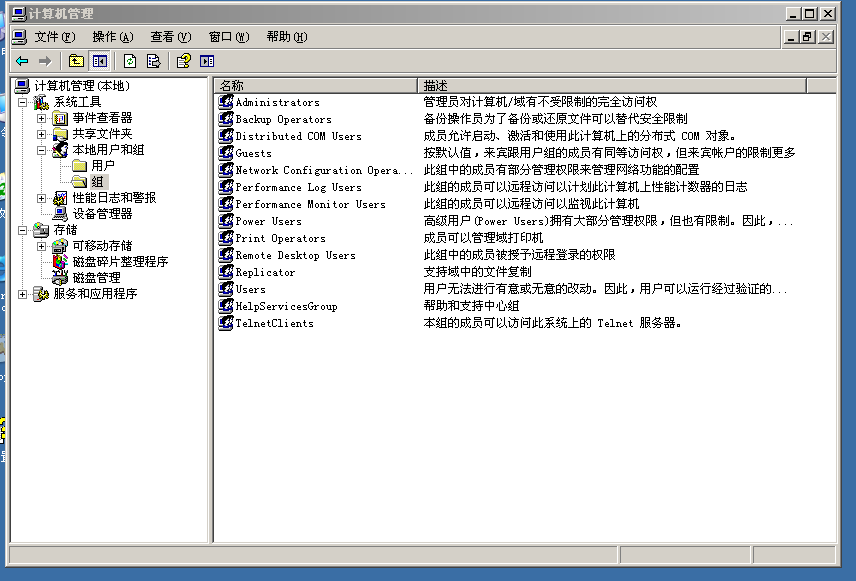 计算机管理
文件(F) 操作(A) 查看(V) 窗口(W) 帮助(H)
计算机管理(本地)
系统工具
事件查看器
共享文件夹
本地用户和组
用户
组
性能日志和警报
设备管理器
存储
可移动存储
磁盘碎片整理程序
磁盘管理
服务和应用程序
名称 描述
Administrators 管理员对计算机/域有不受限制的完全访问权
Backup Operators 备份操作员为了备份或还原文件可以替代安全限制
Distributed COM Users 成员允许启动、激活和使用此计算机上的分布式 COM 对象。
Guests 按默认值，来宾跟用户组的成员有同等访问权，但来宾帐户的限制更多
Network Configuration Opera... 此组中的成员有部分管理权限来管理网络功能的配置
Performance Log Users 此组的成员可以远程访问以计划此计算机上性能计数器的日志
Performance Monitor Users 此组的成员可以远程访问以监视此计算机
Power Users 高级用户(Power Users)拥有大部分管理权限，但也有限制。因此，...
Print Operators 成员可以管理域打印机
Remote Desktop Users 此组中的成员被授予远程登录的权限
Replicator 支持域中的文件复制
Users 用户无法进行有意或无意的改动。因此，用户可以运行经过验证的...
HelpServicesGroup 帮助和支持中心组
TelnetClients 本组的成员可以访问此系统上的 Telnet 服务器。